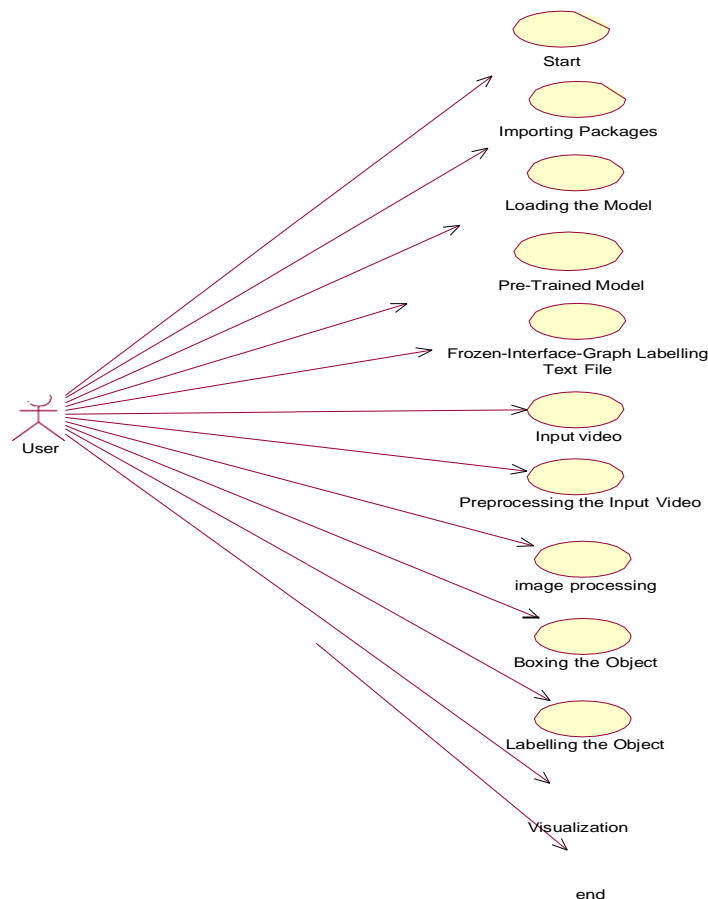 Start
Importing Packages
Loading the Model
Pre-Trained Model
Frozen-Interface-Graph Labelling
Text File
Input video
User
Preprocessing the Input Video
image processing
Boxing the Object
Labelling the Object
Visualization
end